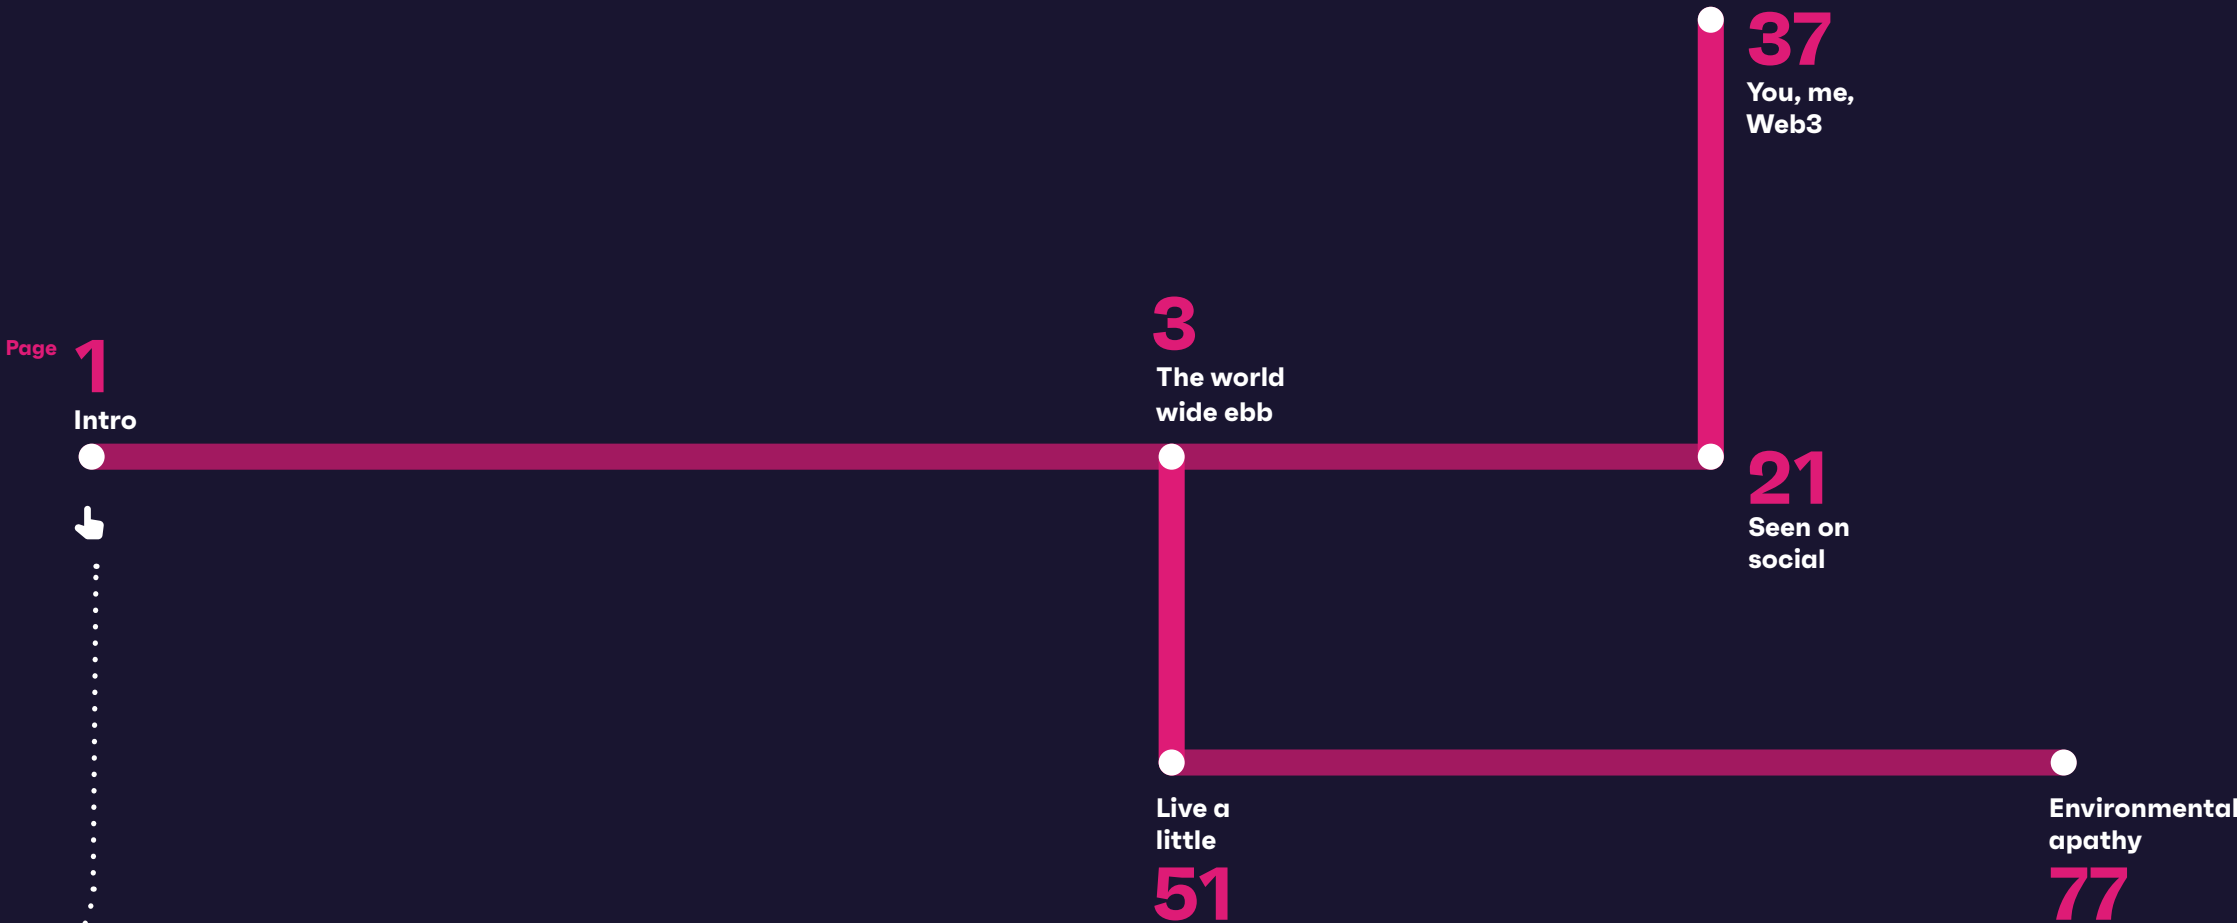 37
You, me,
Web3
Page 1
Intro
3
The world
wide ebb
21
Seen on
social
Live a
little
51
Environmental
apathy
77